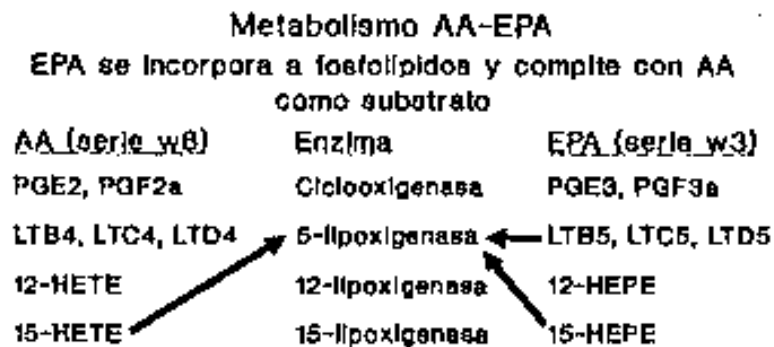 Metabolismo AA-EPA
EPA se incorpora a fosfolípidos y compite con AA
como substrato
AA (serie w6) Enzima EPA (serie w3)
PGE2, PGF2a Ciclooxigenasa PGE3, PGF3a
LTB4, LTC4, LTD4 5-lipoxigenasa LTB5, LTC5, LTD5
12-HETE 12-lipoxigenasa 12-HEPE
15-HETE 15-lipoxigenasa 15-HEPE